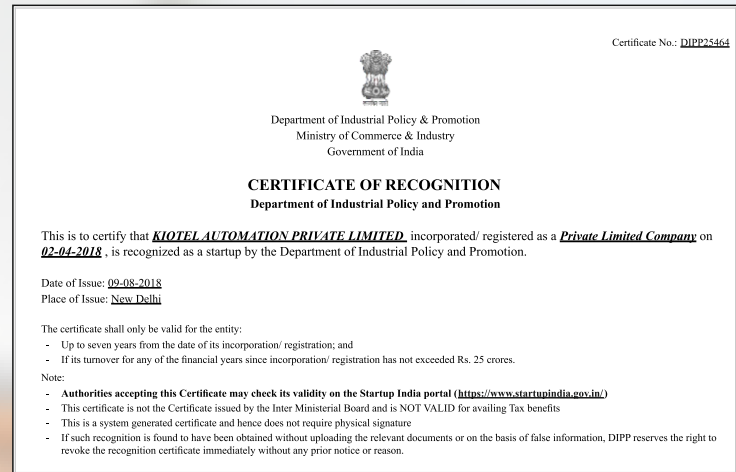 Certificate No.: DIPP25464
Department of Industrial Policy & Promotion
Ministry of Commerce & Industry
Government of India
CERTIFICATE OF RECOGNITION
Department of Industrial Policy and Promotion
This is to certify that KIOTEL AUTOMATION PRIVATE LIMITED incorporated/ registered as a Private Limited Company on
02-04-2018 , is recognized as a startup by the Department of Industrial Policy and Promotion.
Date of Issue: 09-08-2018
Place of Issue: New Delhi
The certificate shall only be valid for the entity:
- Up to seven years from the date of its incorporation/ registration; and
- If its turnover for any of the financial years since incorporation/ registration has not exceeded Rs. 25 crores.
Note:
- Authorities accepting this Certificate may check its validity on the Startup India portal (https://www.startupindia.gov.in/)
- This certificate is not the Certificate issued by the Inter Ministerial Board and is NOT VALID for availing Tax benefits
- This is a system generated certificate and hence does not require physical signature
- If such recognition is found to have been obtained without uploading the relevant documents or on the basis of false information, DIPP reserves the right to
revoke the recognition certificate immediately without any prior notice or reason.